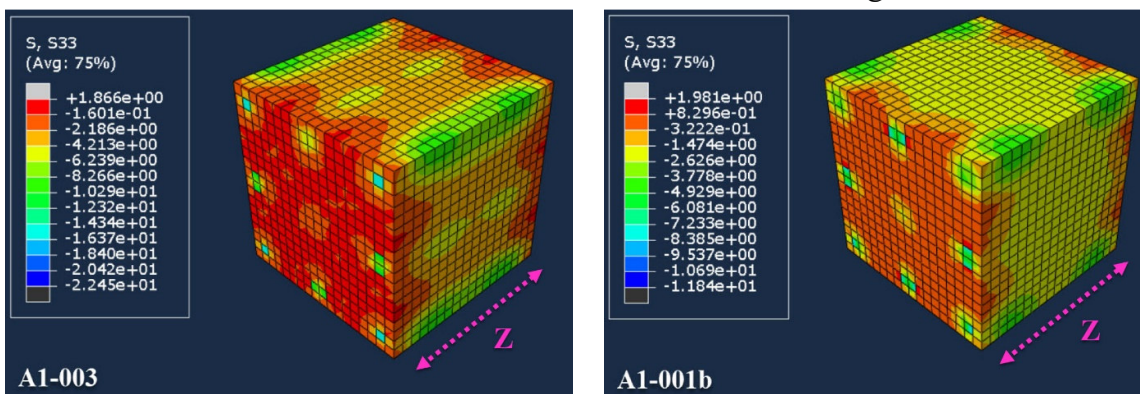 S, S33
(Avg: 75%)
+1.866e+00
-1.601e-01
-2.186e+00
-4.213e+00
-6.239e+00
-8.266e+00
-1.029e+01
-1.232e+01
-1.434e+01
-1.637e+01
-1.840e+01
-2.042e+01
-2.245e+01
Z
A1-003
S, S33
(Avg: 75%)
+1.981e+00
+8.296e-01
-3.222e-01
-1.474e+00
-2.626e+00
-3.778e+00
-4.929e+00
-6.081e+00
-7.233e+00
-8.385e+00
-9.537e+00
-1.069e+01
-1.184e+01
Z
A1-001b